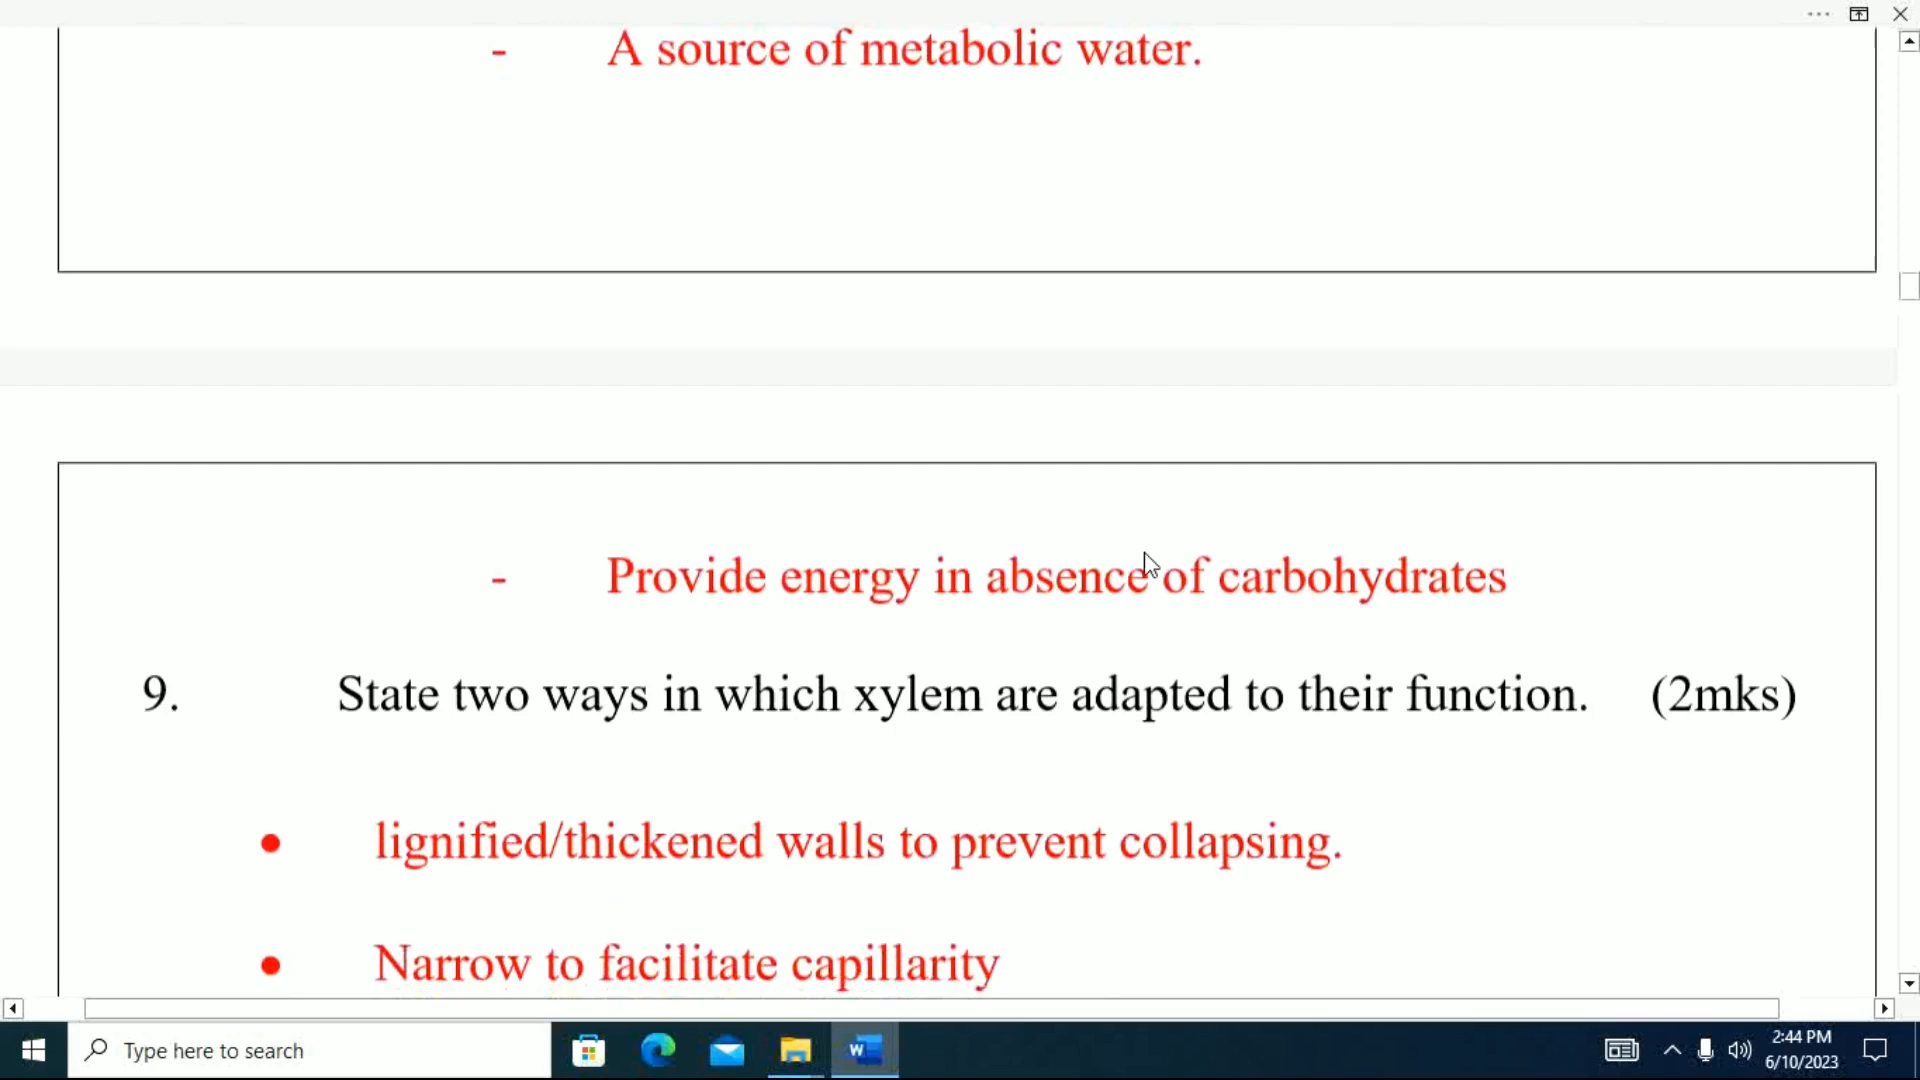 - A source of metabolic water.
- Provide energy in absence of carbohydrates
9. State two ways in which xylem are adapted to their function. (2mks)
• lignified/thickened walls to prevent collapsing.
• Narrow to facilitate capillarity
Type here to search
2:44 PM
6/10/2023